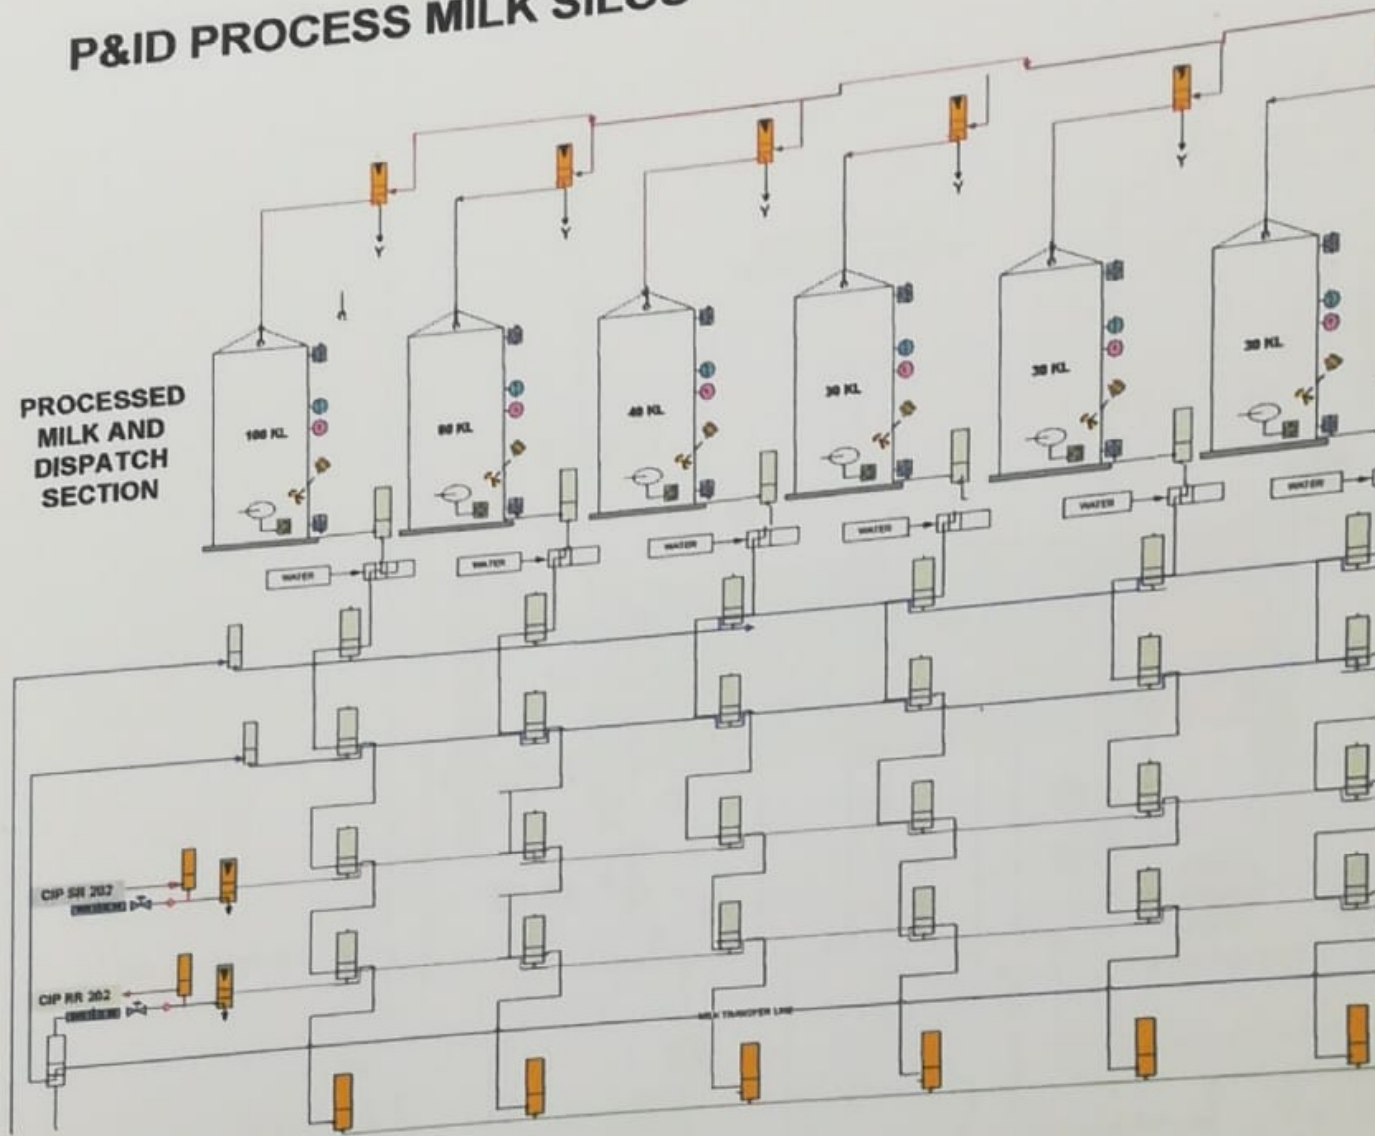 P&ID PROCESS MILK SILOS
Y
Y
Y
Y
Y
PROCESSED
MILK AND
DISPATCH
SECTION
100 KL
60 KL
40 KL
30 KL
30 KL
30 KL
WATER
WATER
WATER
WATER
WATER
WATER
CIP SR 202
CIP RR 202
MILK TRANSFER LINE